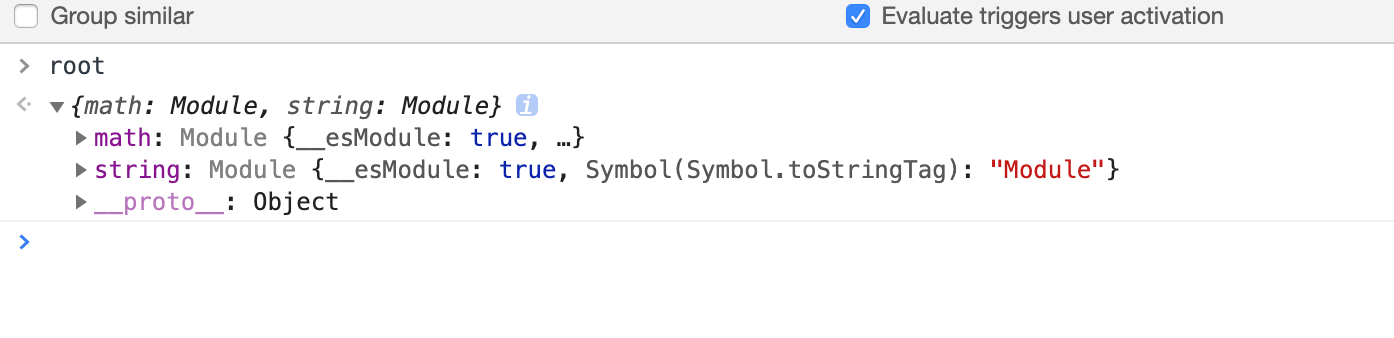 Group similar Evaluate triggers user activation
> root
{math: Module, string: Module} i
math: Module {__esModule: true, …}
string: Module {__esModule: true, Symbol(Symbol.toStringTag): "Module"}
__proto__: Object
>